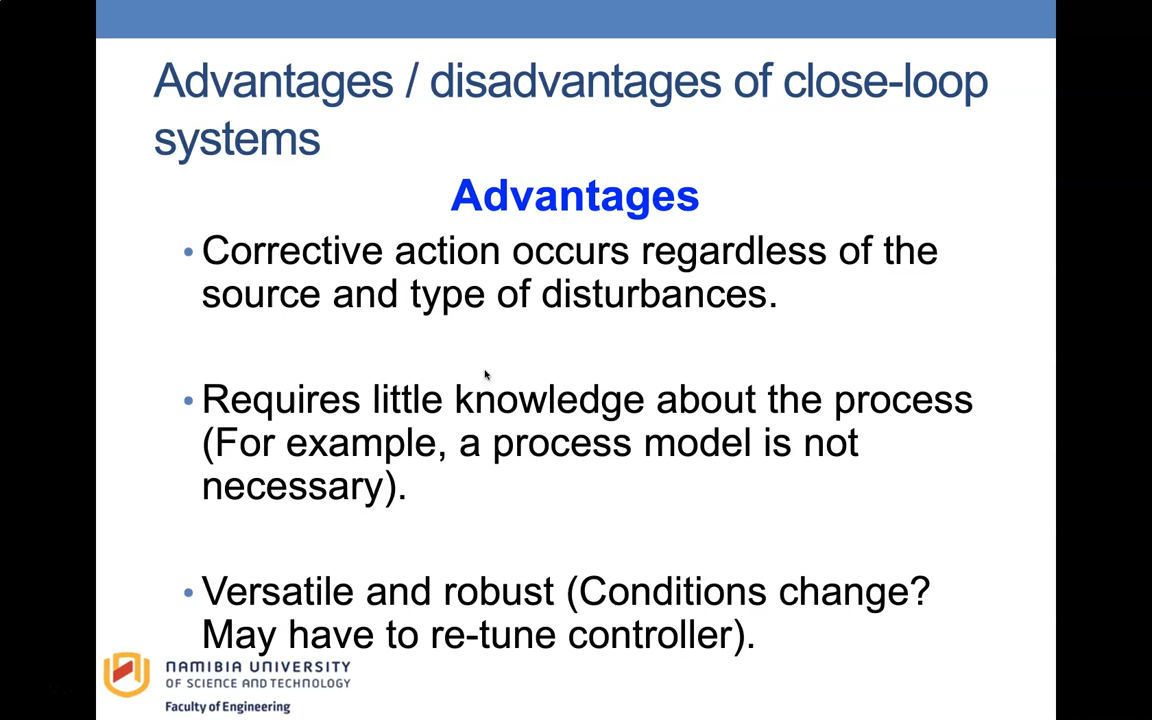 Advantages / disadvantages of close-loop
systems
Advantages
• Corrective action occurs regardless of the
source and type of disturbances.
• Requires little knowledge about the process
(For example, a process model is not
necessary).
• Versatile and robust (Conditions change?
May have to re-tune controller).
NAMIBIA UNIVERSITY
OF SCIENCE AND TECHNOLOGY
Faculty of Engineering